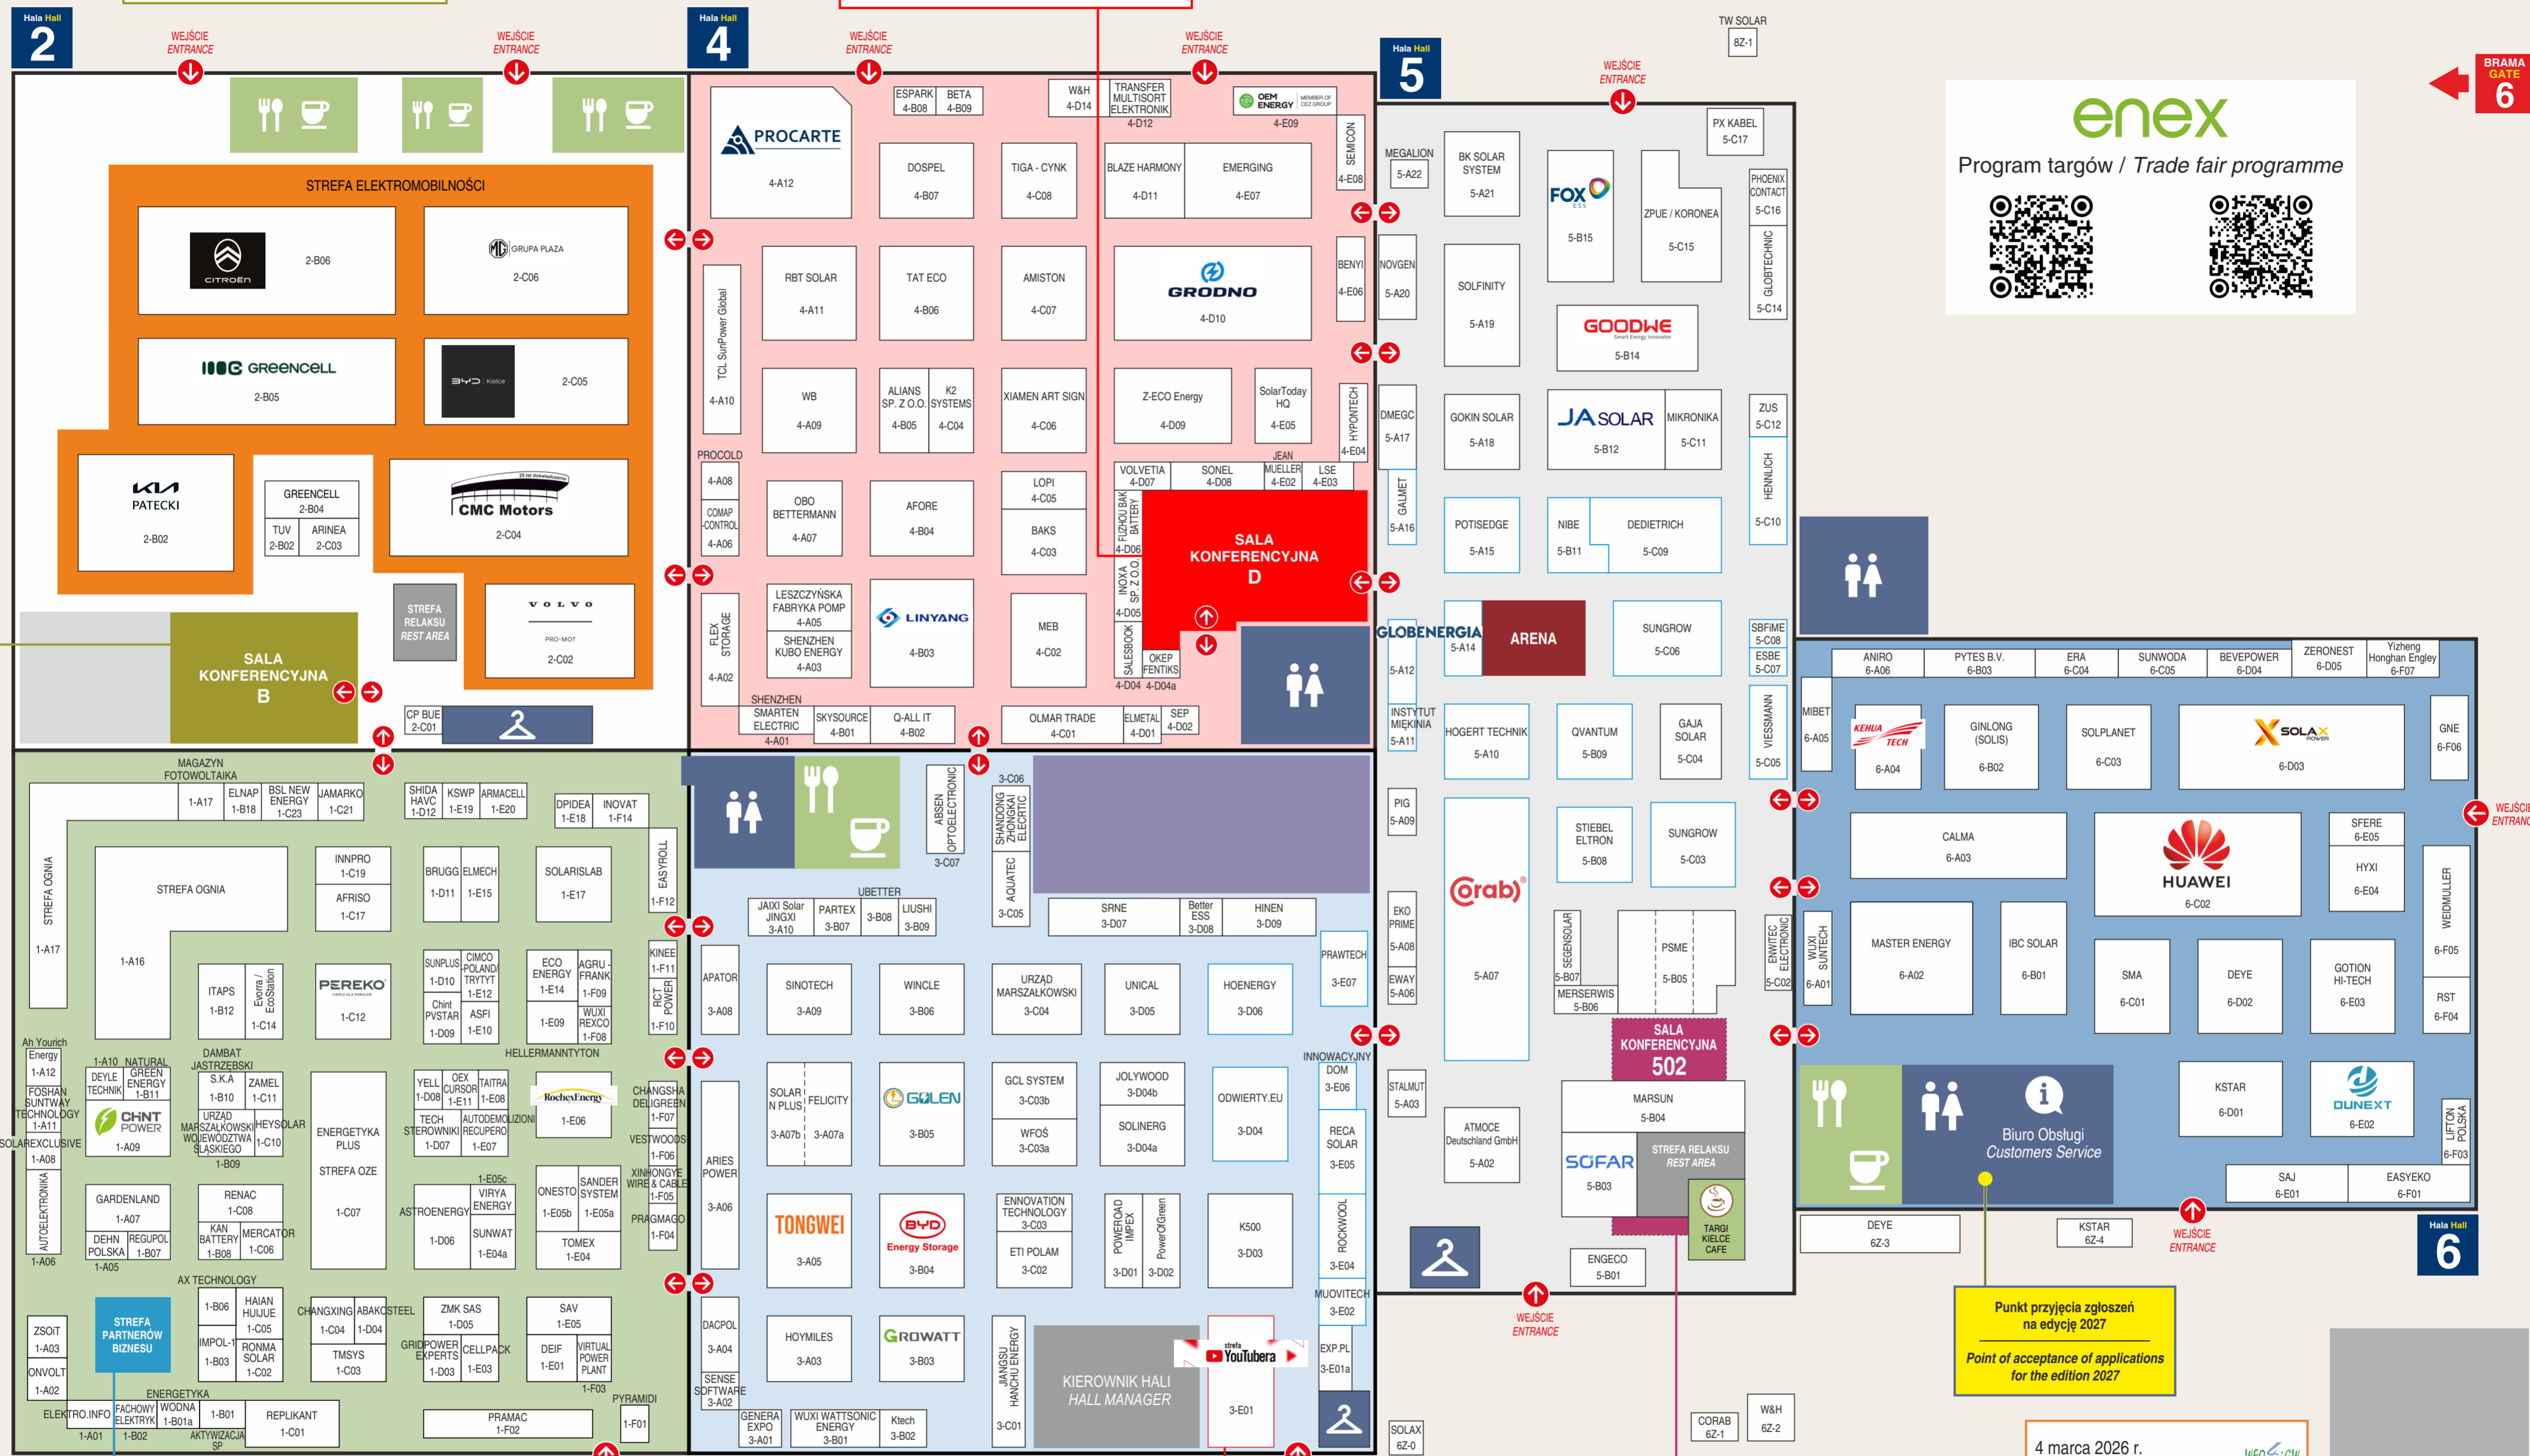 Hala Hall
2
WEJŚCIE
ENTRANCE
WEJŚCIE
ENTRANCE
STREFA ELEKTROMOBILNOŚCI
CITROËN
2-B06
MG GRUPA PLAZA
2-C06
GREENCELL
2-B05
BYD Kielce
2-C05
KIA
PATECKI
2-B02
GREENCELL
2-B04
TUV
2-B02
ARINEA
2-C03
25 lat doświadczenia
CMC Motors
2-C04
STREFA
RELAKSU
REST AREA
VOLVO
PRO-MOT
2-C02
SALA
KONFERENCYJNA
B
CP BUE
2-C01
Hala Hall
4
WEJŚCIE
ENTRANCE
WEJŚCIE
ENTRANCE
PROCARTE
4-A12
ESPARK
4-B08
BETA
4-B09
W&H
4-D14
TRANSFER
MULTISORT
ELEKTRONIK
4-D12
OEM
ENERGY
MEMBER OF
CEZ GROUP
4-E09
SEMICON
4-E08
DOSPEL
4-B07
TIGA - CYNK
4-C08
BLAZE HARMONY
4-D11
EMERGING
4-E07
TCL SunPower Global
4-A10
RBT SOLAR
4-A11
TAT ECO
4-B06
AMISTON
4-C07
GRODNO
4-D10
BENYI
4-E06
WB
4-A09
ALIANS
SP. Z O.O.
4-B05
K2
SYSTEMS
4-C04
XIAMEN ART SIGN
4-C06
Z-ECO Energy
4-D09
SolarToday
HQ
4-E05
HYPONTECH
4-E04
PROCOLD
4-A08
COMAP
-CONTROL
4-A06
OBO
BETTERMANN
4-A07
AFORE
4-B04
LOPI
4-C05
BAKS
4-C03
VOLVETIA
4-D07
SONEL
4-D08
JEAN
MUELLER
4-E02
LSE
4-E03
FUZHOU BAK
BATTERY
4-D06
SALA
KONFERENCYJNA
D
INOXA
SP. Z O.O.
4-D05
FLEX
STORAGE
4-A02
LESZCZYŃSKA
FABRYKA POMP
4-A05
SHENZHEN
KUBO ENERGY
4-A03
LINYANG
4-B03
MEB
4-C02
SALESBOOK
4-D04
OKEP
FENTIKS
4-D04a
SHENZHEN
SMARTEN
ELECTRIC
4-A01
SKYSOURCE
4-B01
Q-ALL IT
4-B02
OLMAR TRADE
4-C01
ELMETAL
4-D01
SEP
4-D02
Hala Hall
5
WEJŚCIE
ENTRANCE
TW SOLAR
8Z-1
MEGALION
5-A22
BK SOLAR
SYSTEM
5-A21
FOX
ESS
5-B15
ZPUE / KORONEA
5-C15
PX KABEL
5-C17
PHOENIX
CONTACT
5-C16
GLOBTECHNIC
5-C14
NOVGEN
5-A20
SOLFINITY
5-A19
GOODWE
Smart Energy Innovator
5-B14
DMEGC
5-A17
GOKIN SOLAR
5-A18
JA SOLAR
5-B12
MIKRONIKA
5-C11
ZUS
5-C12
HENNLICH
5-C10
GALMET
5-A16
POTISEDGE
5-A15
NIBE
5-B11
DEDIETRICH
5-C09
GLOBENERGIA
5-A14
ARENA
SUNGROW
5-C06
SBFiME
5-C08
ESBE
5-C07
5-A12
INSTYTUT
MIĘKINIA
5-A11
HOGERT TECHNIK
5-A10
QVANTUM
5-B09
GAJA
SOLAR
5-C04
VIESSMANN
5-C05
PIG
5-A09
Corab®
5-A07
STIEBEL
ELTRON
5-B08
SUNGROW
5-C03
EKO
PRIME
5-A08
EWAY
5-A06
SEGENSOLAR
5-B07
PSME
5-B05
MERSERWIS
5-B06
ENWITEC
ELECTRONIC
5-C02
SALA
KONFERENCYJNA
502
STALMUT
5-A03
ATMOCE
Deutschland GmbH
5-A02
MARSUN
5-B04
SOFAR
5-B03
STREFA RELAKSU
REST AREA
TARGI
KIELCE
CAFE
ENGECO
5-B01
WEJŚCIE
ENTRANCE
SOLAX
6Z-0
CORAB
6Z-1
W&H
6Z-2
BRAMA
GATE
6
enex
Program targów / Trade fair programme
ANIRO
6-A06
PYTES B.V.
6-B03
ERA
6-C04
SUNWODA
6-C05
BEVEPOWER
6-D04
ZERONEST
6-D05
Yizheng
Honghan Engley
6-F07
MIBET
6-A05
KEHUA
TECH
6-A04
GINLONG
(SOLIS)
6-B02
SOLPLANET
6-C03
SOLAX
POWER
6-D03
GNE
6-F06
WEJŚCIE
ENTRANCE
CALMA
6-A03
HUAWEI
6-C02
SFERE
6-E05
HYXI
6-E04
WEIDMULLER
6-F05
WUXI
SUNTECH
6-A01
MASTER ENERGY
6-A02
IBC SOLAR
6-B01
SMA
6-C01
DEYE
6-D02
GOTION
HI-TECH
6-E03
RST
6-F04
Biuro Obsługi
Customers Service
KSTAR
6-D01
DUNEXT
6-E02
LIFTON
POLSKA
6-F03
SAJ
6-E01
EASYEKO
6-F01
DEYE
6Z-3
KSTAR
6Z-4
WEJŚCIE
ENTRANCE
Hala Hall
6
Punkt przyjęcia zgłoszeń
na edycję 2027
Point of acceptance of applications
for the edition 2027
4 marca 2026 r.
MAGAZYN
FOTOWOLTAIKA
1-A17
ELNAP
1-B18
BSL NEW
ENERGY
1-C23
JAMARKO
1-C21
SHIDA
HAVC
1-D12
KSWP
1-E19
ARMACELL
1-E20
DPIDEA
1-E18
INOVAT
1-F14
STREFA OGNIA
1-A17
STREFA OGNIA
1-A16
INNPRO
1-C19
AFRISO
1-C17
BRUGG
1-D11
ELMECH
1-E15
SOLARISLAB
1-E17
EASYROLL
1-F12
ITAPS
1-B12
Evorra /
EcoStation
1-C14
PEREKO
1-C12
SUNPLUS
1-D10
CIMCO
-POLAND/
TRYTYT
1-E12
Chint
PVSTAR
1-D09
ASFI
1-E10
ECO
ENERGY
1-E14
AGRU -
FRANK
1-F09
1-E09
WUXI
REXCO
1-F08
KINEE
1-F11
RCT
POWER
1-F10
HELLERMANNTYTON
Ah Yourich
Energy
1-A12
FOSHAN
SUNTWAY
TECHNOLOGY
1-A11
SOLAREXCLUSIVE
1-A08
AUTOELEKTRONIKA
1-A06
1-A10
DEYLE
TECHNIK
NATURAL
GREEN
ENERGY
1-B11
CHINT
POWER
1-A09
DAMBAT
JASTRZĘBSKI
S.K.A
1-B10
ZAMEL
1-C11
URZĄD
MARSZAŁKOWSKI
WOJEWÓDZTWA
ŚLĄSKIEGO
1-B09
HEYSOLAR
1-C10
ENERGETYKA
PLUS
STREFA OZE
1-C07
YELL
1-D08
OEX
CURSOR
1-E11
TAITRA
1-E08
TECH
STEROWNIKI
1-D07
AUTODEMOLIZIONI
RECUPERO
1-E07
RochexEnergy
1-E06
CHANGSHA
DELIGREEN
1-F07
VESTWOODS
1-F06
XINHONGYE
WIRE & CABLE
1-F05
PRAGMAGO
1-F04
GARDENLAND
1-A07
DEHN
POLSKA
1-A05
REGUPOL
1-B07
RENAC
1-C08
KAN
BATTERY
1-B08
MERCATOR
1-C06
ASTROENERGY
1-D06
1-E05c
VIRYA
ENERGY
SUNWAT
1-E04a
ONESTO
1-E05b
SANDER
SYSTEM
1-E05a
TOMEX
1-E04
AX TECHNOLOGY
1-B06
HAIAN
HUIJUE
1-C05
IMPOL-1
1-B03
RONMA
SOLAR
1-C02
CHANGXING
1-C04
ABAKOSTEEL
1-D04
TMSYS
1-C03
ZMK SAS
1-D05
GRIDPOWER
EXPERTS
1-D03
CELLPACK
1-E03
SAV
1-E05
DEIF
1-E01
VIRTUAL
POWER
PLANT
1-F03
ZSOiT
1-A03
ONVOLT
1-A02
STREFA
PARTNERÓW
BIZNESU
ELEKTRO.INFO
1-A01
FACHOWY
ELEKTRYK
1-B02
ENERGETYKA
WODNA
1-B01a
1-B01
AKTYWIZACJA
SP
REPLIKANT
1-C01
PRAMAC
1-F02
PYRAMIDI
1-F01
ABSEN
OPTOELECTRONIC
3-C07
3-C06
SHANDONG
ZHONGKAI
ELECRTIC
AQUATEC
3-C05
JAIXI Solar
JINGXI
3-A10
PARTEX
3-B07
UBETTER
3-B08
LIUSHI
3-B09
SRNE
3-D07
Better
ESS
3-D08
HINEN
3-D09
APATOR
3-A08
SINOTECH
3-A09
WINCLE
3-B06
URZĄD
MARSZAŁKOWSKI
3-C04
UNICAL
3-D05
HOENERGY
3-D06
PRAWTECH
3-E07
ARIES
POWER
3-A06
SOLAR
N PLUS
3-A07b
FELICITY
3-A07a
GOLEN
3-B05
GCL SYSTEM
3-C03b
WFOŚ
3-C03a
JOLYWOOD
3-D04b
SOLINERG
3-D04a
ODWIERTY.EU
3-D04
INNOWACYJNY
DOM
3-E06
RECA
SOLAR
3-E05
TONGWEI
3-A05
BYD
Energy Storage
3-B04
ENNOVATION
TECHNOLOGY
3-C03
ETI POLAM
3-C02
POWEROAD
IMPEX
3-D01
PowerOfGreen
3-D02
K500
3-D03
ROCKWOOL
3-E04
MUOVITECH
3-E02
DACPOL
3-A04
SENSE
SOFTWARE
3-A02
HOYMILES
3-A03
GROWATT
3-B03
JIANGSU
HANCHU ENERGY
3-C01
KIEROWNIK HALI
HALL MANAGER
strefa
YouTubera
3-E01
EXP.PL
3-E01a
GENERA
EXPO
3-A01
WUXI WATTSONIC
ENERGY
3-B01
Ktech
3-B02